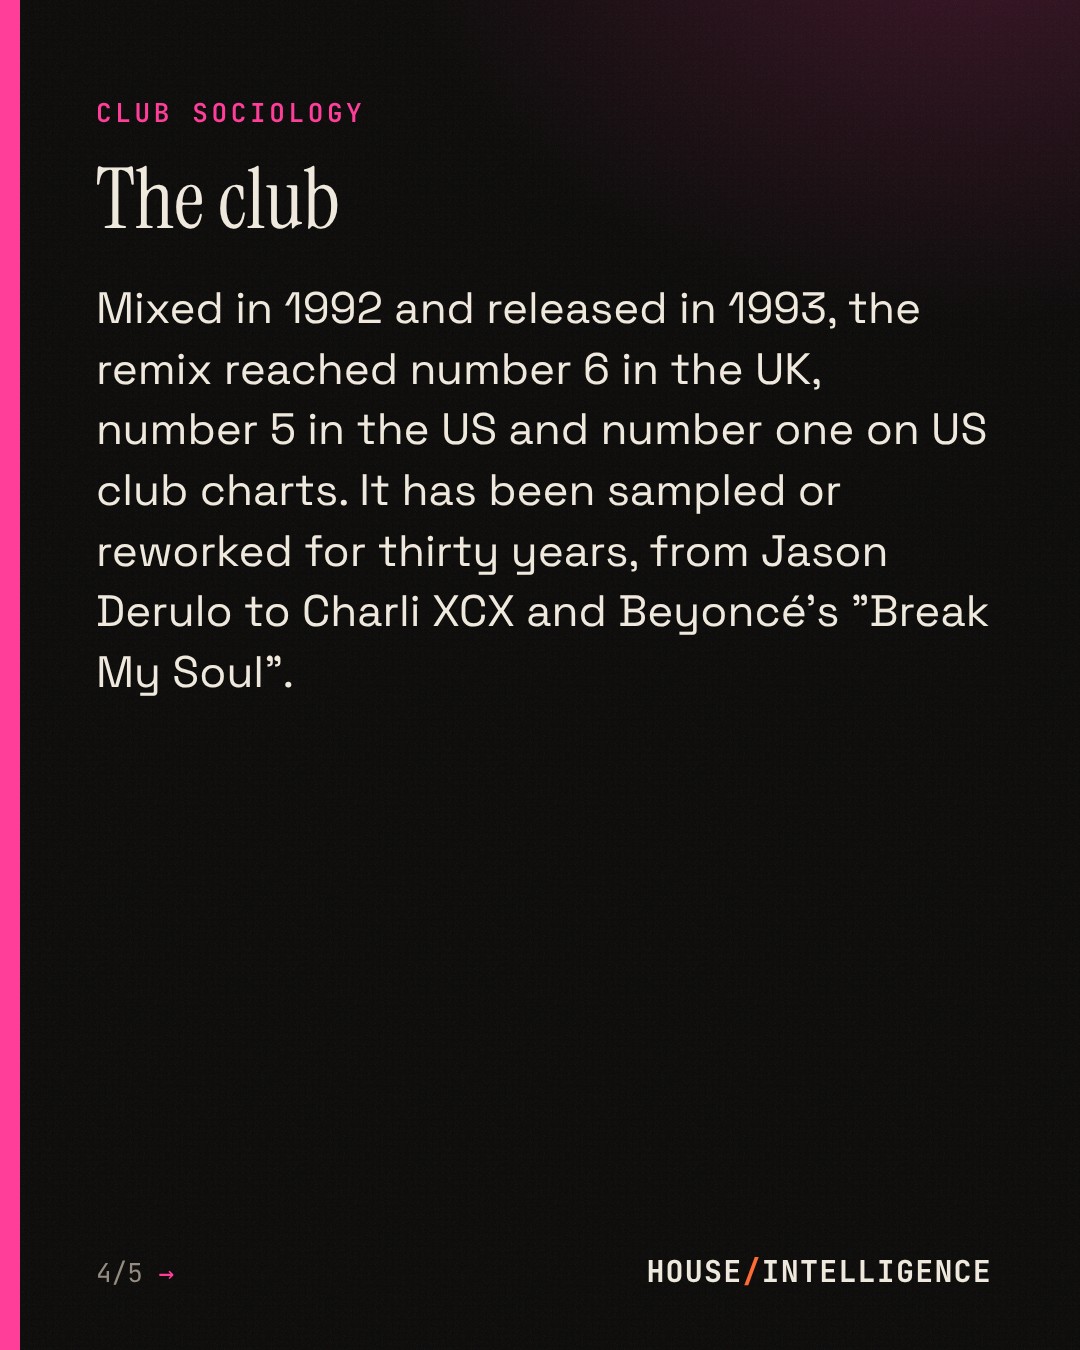 CLUB SOCIOLOGY
The club
Mixed in 1992 and released in 1993, the
remix reached number 6 in the UK,
number 5 in the US and number one on US
club charts. It has been sampled or
reworked for thirty years, from Jason
Derulo to Charli XCX and Beyoncé’s ”Break
My Soul”.
4/5 →
HOUSE/INTELLIGENCE